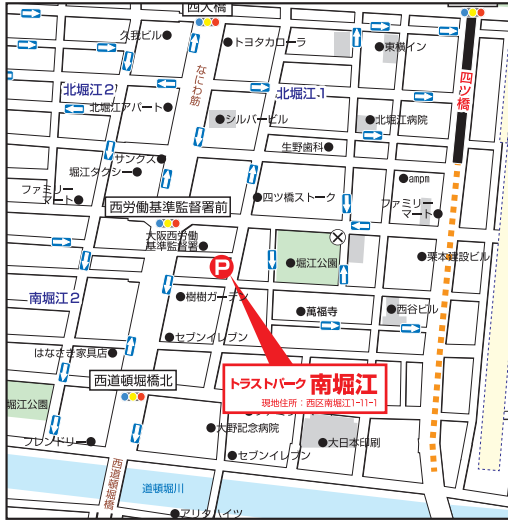 西大橋
久我ビル
トヨタカローラ
東横イン
四ツ橋
なにわ筋
北堀江2
北堀江1
北堀江アパート
シルバービル
北堀江病院
生野歯科
サンクス
堀江タクシー
ampm
ファミリー
マート
四ツ橋ストーク
ファミリー
マート
西労働基準監督署前
大阪西労働
基準監督署
P
堀江公園
栗本建設ビル
南堀江2
樹樹ガーデン
萬福寺
西谷ビル
セブンイレブン
はなさき家具店
トラストパーク 南堀江
現地住所:西区南堀江1-11-1
西道頓堀橋北
堀江公園
大野記念病院
大日本印刷
フレンドリー
セブンイレブン
西道頓堀橋
道頓堀川
アリタハイツ